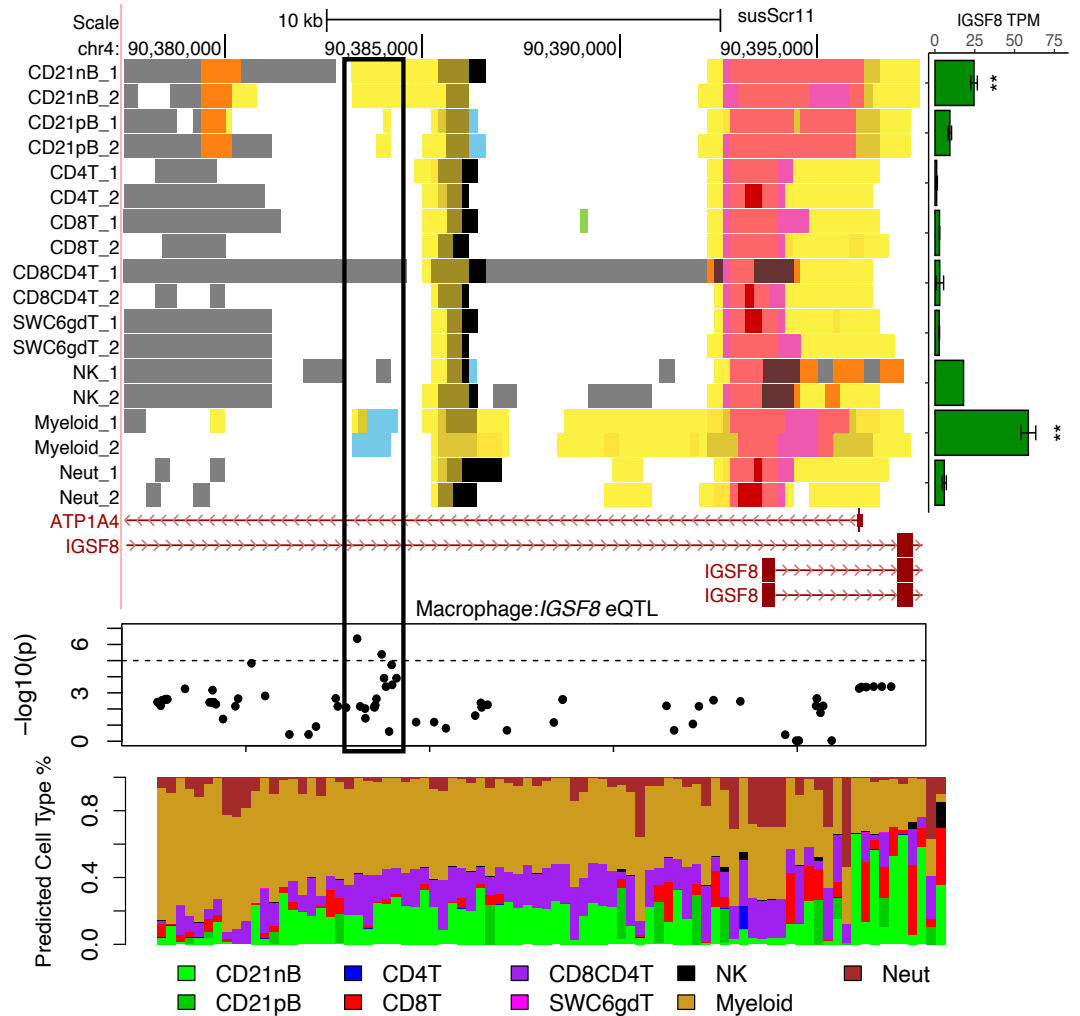 Scale 10 kb susScr11 IGSF8 TPM
chr4: 90,380,000 90,385,000 90,390,000 90,395,000 0 25 50 75
CD21nB_1 **
CD21nB_2
CD21pB_1
CD21pB_2
CD4T_1
CD4T_2
CD8T_1
CD8T_2
CD8CD4T_1
CD8CD4T_2
SWC6gdT_1
SWC6gdT_2
NK_1
NK_2
Myeloid_1 **
Myeloid_2
Neut_1
Neut_2
ATP1A4
IGSF8
IGSF8
IGSF8
Macrophage:IGSF8 eQTL
−log10(p)
6
3
0
Predicted Cell Type %
0.8
0.4
0.0
CD21nB CD4T CD8CD4T NK Neut
CD21pB CD8T SWC6gdT Myeloid